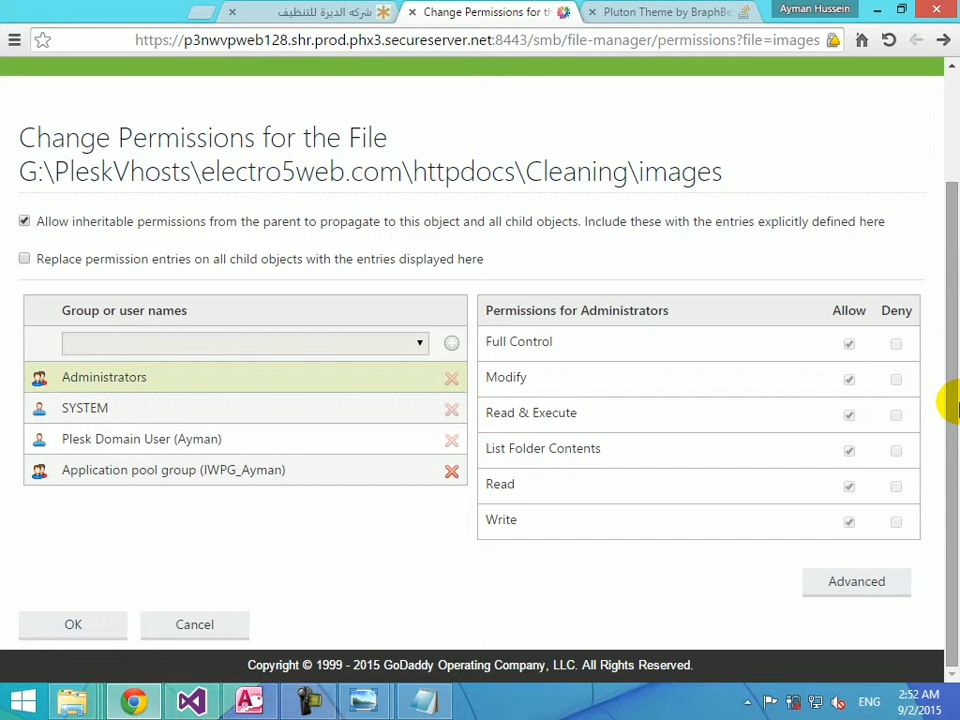 شركه الديرة للتنظيف
Change Permissions for th
Pluton Theme by BraphBe
Ayman Hussein
https://p3nwvpweb128.shr.prod.phx3.secureserver.net:8443/smb/file-manager/permissions?file=images
Change Permissions for the File
G:\PleskVhosts\electro5web.com\httpdocs\Cleaning\images
Allow inheritable permissions from the parent to propagate to this object and all child objects. Include these with the entries explicitly defined here
Replace permission entries on all child objects with the entries displayed here
Group or user names
Administrators
SYSTEM
Plesk Domain User (Ayman)
Application pool group (IWPG_Ayman)
Permissions for Administrators Allow Deny
Full Control
Modify
Read & Execute
List Folder Contents
Read
Write
Advanced
OK Cancel
Copyright © 1999 - 2015 GoDaddy Operating Company, LLC. All Rights Reserved.
ENG
2:52 AM
9/2/2015